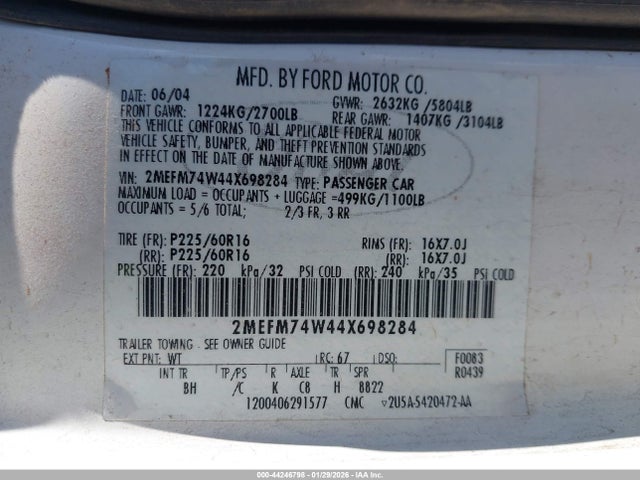 MFD. BY FORD MOTOR CO.
DATE: 06/04 GVWR: 2632KG /5804LB
FRONT GAWR: 1224KG/2700LB REAR GAWR: 1407KG /3104LB
THIS VEHICLE CONFORMS TO ALL APPLICABLE FEDERAL MOTOR
VEHICLE SAFETY, BUMPER, AND THEFT PREVENTION STANDARDS
IN EFFECT ON THE DATE OF MANUFACTURE SHOWN ABOVE.
VIN: 2MEFM74W44X698284 TYPE: PASSENGER CAR
MAXIMUM LOAD = OCCUPANTS + LUGGAGE =499KG/1100LB
OCCUPANTS = 5/6 TOTAL; 2/3 FR, 3 RR
TIRE (FR): P225/60R16 RIMS (FR): 16X7.0J
(RR): P225/60R16 (RR): 16X7.0J
PRESSURE (FR): 220 kPa/32 PSI COLD (RR): 240 kPa/35 PSI COLD
2MEFM74W44X698284
TRAILER TOWING - SEE OWNER GUIDE
EXT PNT: WT RC: 67 DSO: F0083
INT TR TP/PS R AXLE TR SPR R0439
BH /C K C8 H BB22
1200406291577 CMC ▽2U5A-5420472-AA
000-44246798 - 01/29/2026 - COPART